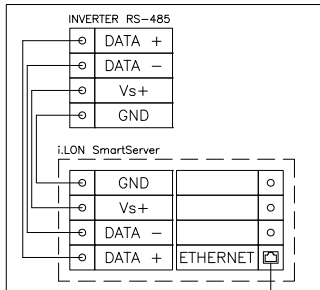 INVERTER RS-485
DATA +
DATA -
Vs+
GND
i.LON SmartServer
GND
Vs+
DATA -
DATA + ETHERNET